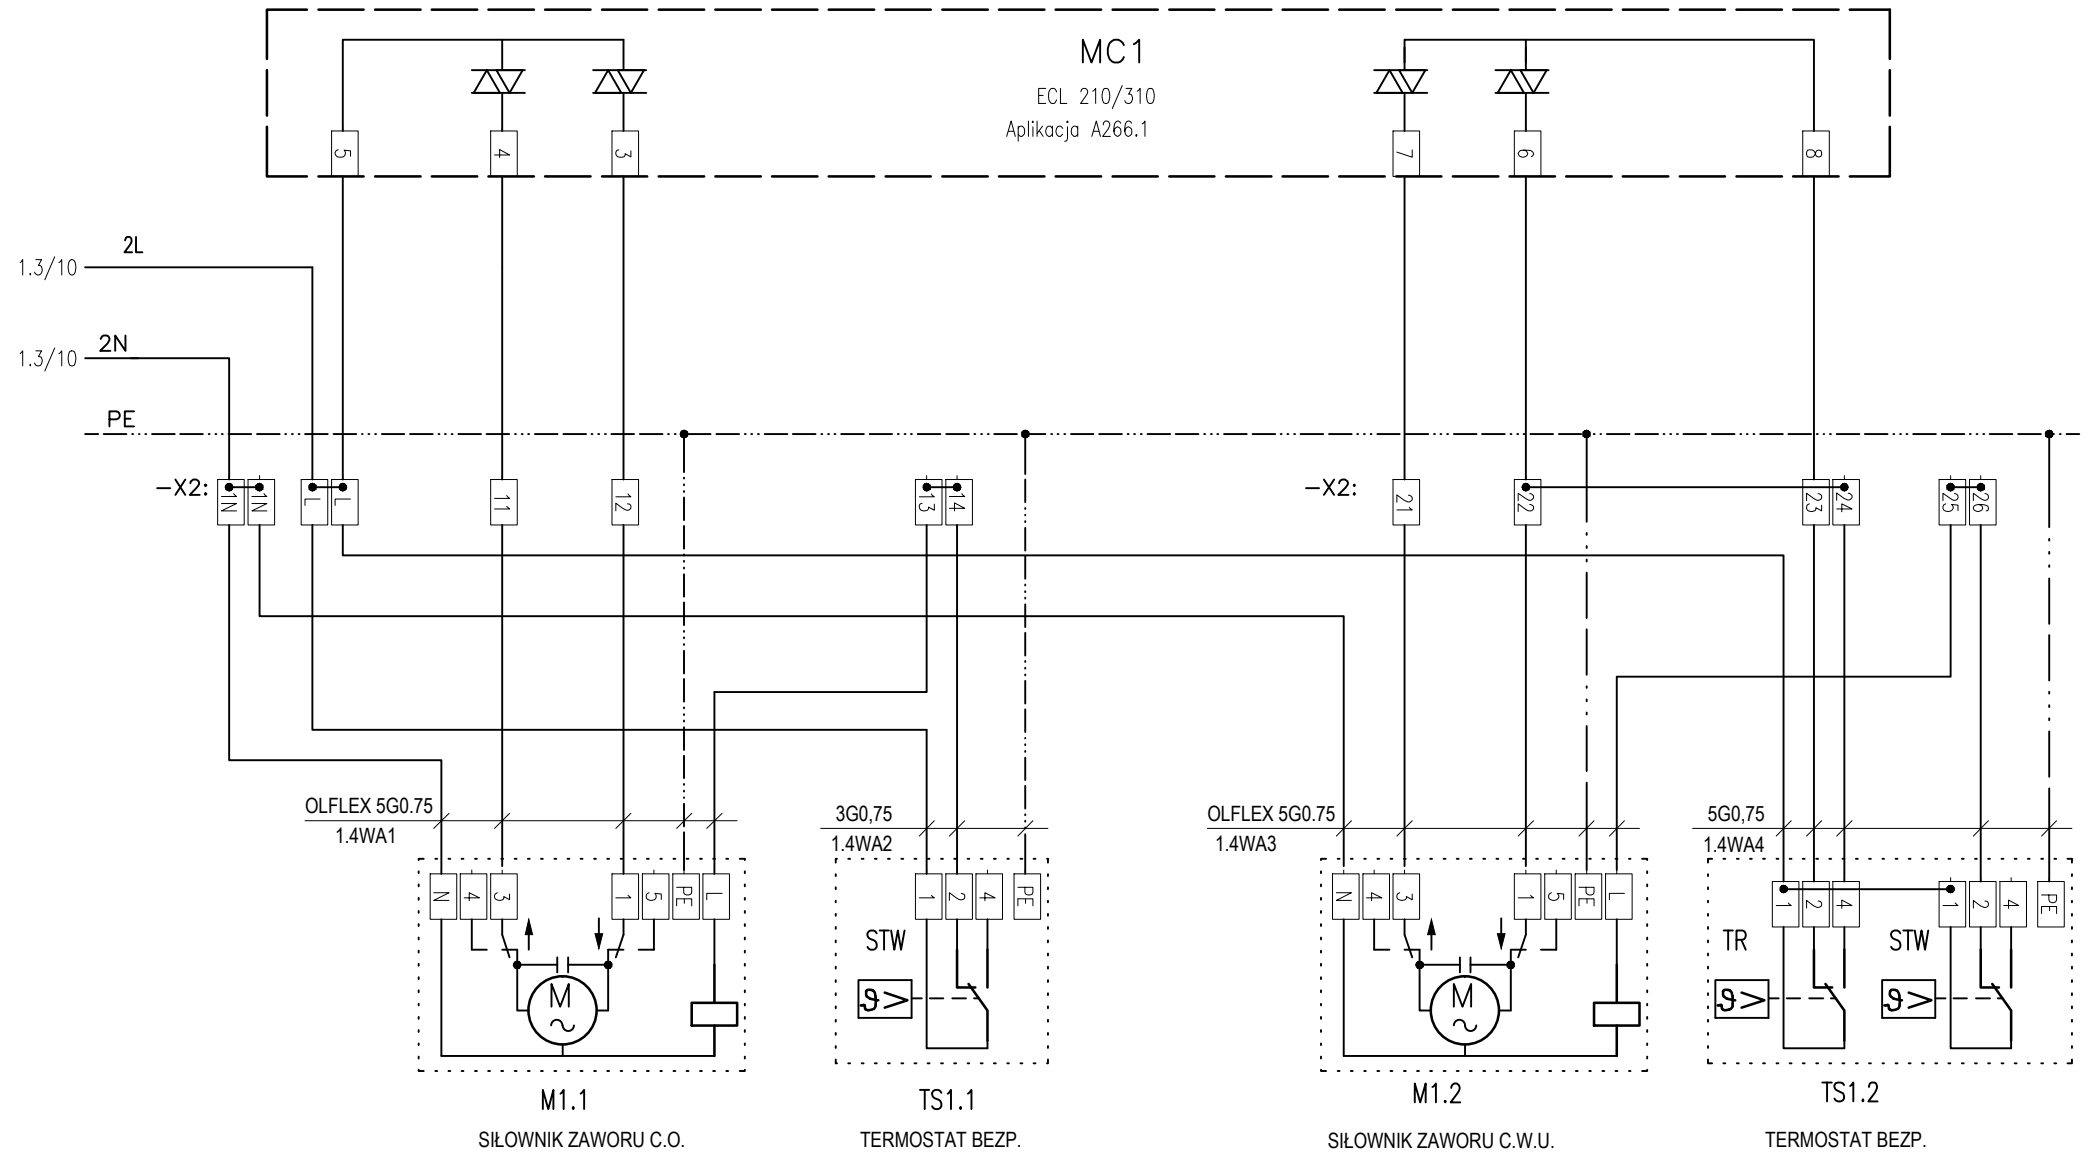 MC1
ECL 210/310
Aplikacja A266.1
5 4 3 7 6 8
2L
1.3/10
2N
1.3/10
PE
-X2: 1N 1N L L 11 12 13 14 -X2: 21 22 23 24 25 26
OLFLEX 5G0.75
1.4WA1
3G0,75
1.4WA2
OLFLEX 5G0.75
1.4WA3
5G0,75
1.4WA4
N 4 3 1 5 PE L
1 2 4 PE
N 4 3 1 5 PE L
1 2 4 1 2 4 PE
STW
TR
STW
M
~
ϑ>
M
~
ϑ>
ϑ>
M1.1
TS1.1
M1.2
TS1.2
SIŁOWNIK ZAWORU C.O.
TERMOSTAT BEZP.
SIŁOWNIK ZAWORU C.W.U.
TERMOSTAT BEZP.